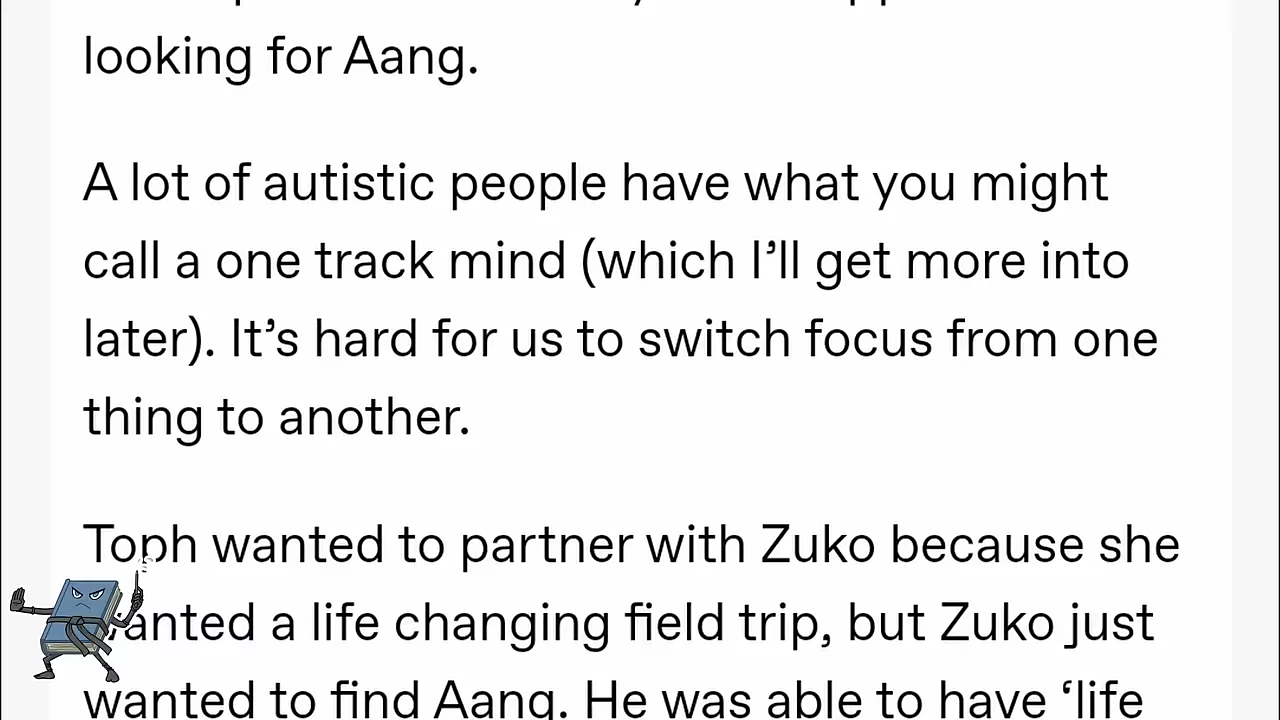 looking for Aang.
A lot of autistic people have what you might
call a one track mind (which I’ll get more into
later). It’s hard for us to switch focus from one
thing to another.
Toph wanted to partner with Zuko because she
wanted a life changing field trip, but Zuko just
wanted to find Aang. He was able to have ‘life